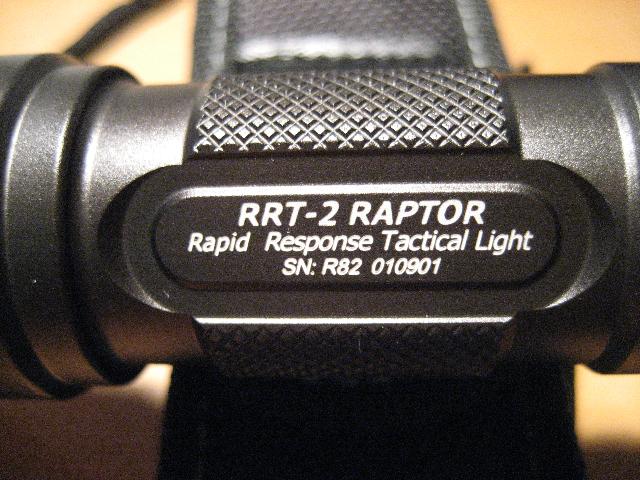 RRT-2 RAPTOR
Rapid Response Tactical Light
SN: R82 010901